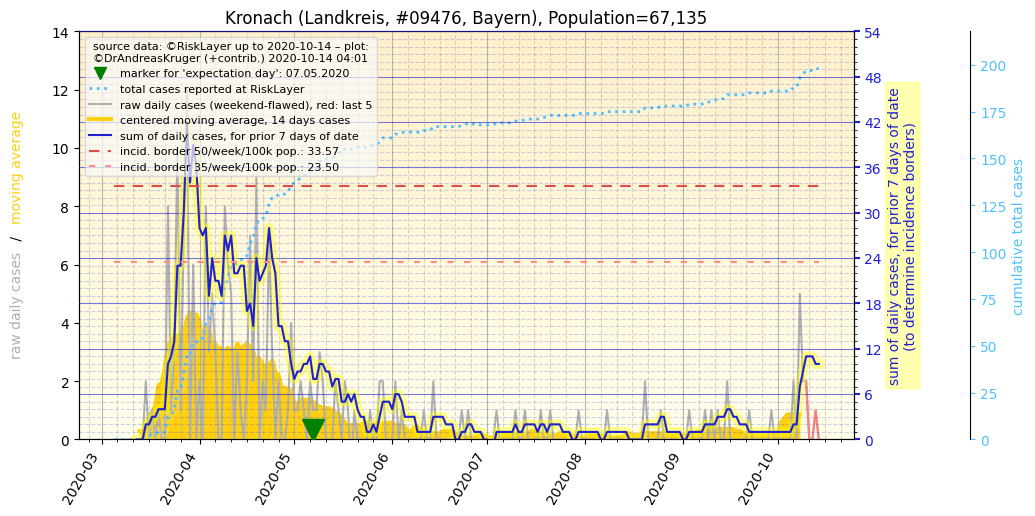 Kronach (Landkreis, #09476, Bayern), Population=67,135
source data: ©RiskLayer up to 2020-10-14 – plot:
©DrAndreasKruger (+contrib.) 2020-10-14 04:01
marker for 'expectation day': 07.05.2020
total cases reported at RiskLayer
raw daily cases (weekend-flawed), red: last 5
centered moving average, 14 days cases
sum of daily cases, for prior 7 days of date
incid. border 50/week/100k pop.: 33.57
incid. border 35/week/100k pop.: 23.50
raw daily cases / moving average
14
12
10
8
6
4
2
0
2020-03
2020-04
2020-05
2020-06
2020-07
2020-08
2020-09
2020-10
54
48
42
36
30
24
18
12
6
0
sum of daily cases, for prior 7 days of date
(to determine incidence borders)
200
175
150
125
100
75
50
25
0
cumulative total cases